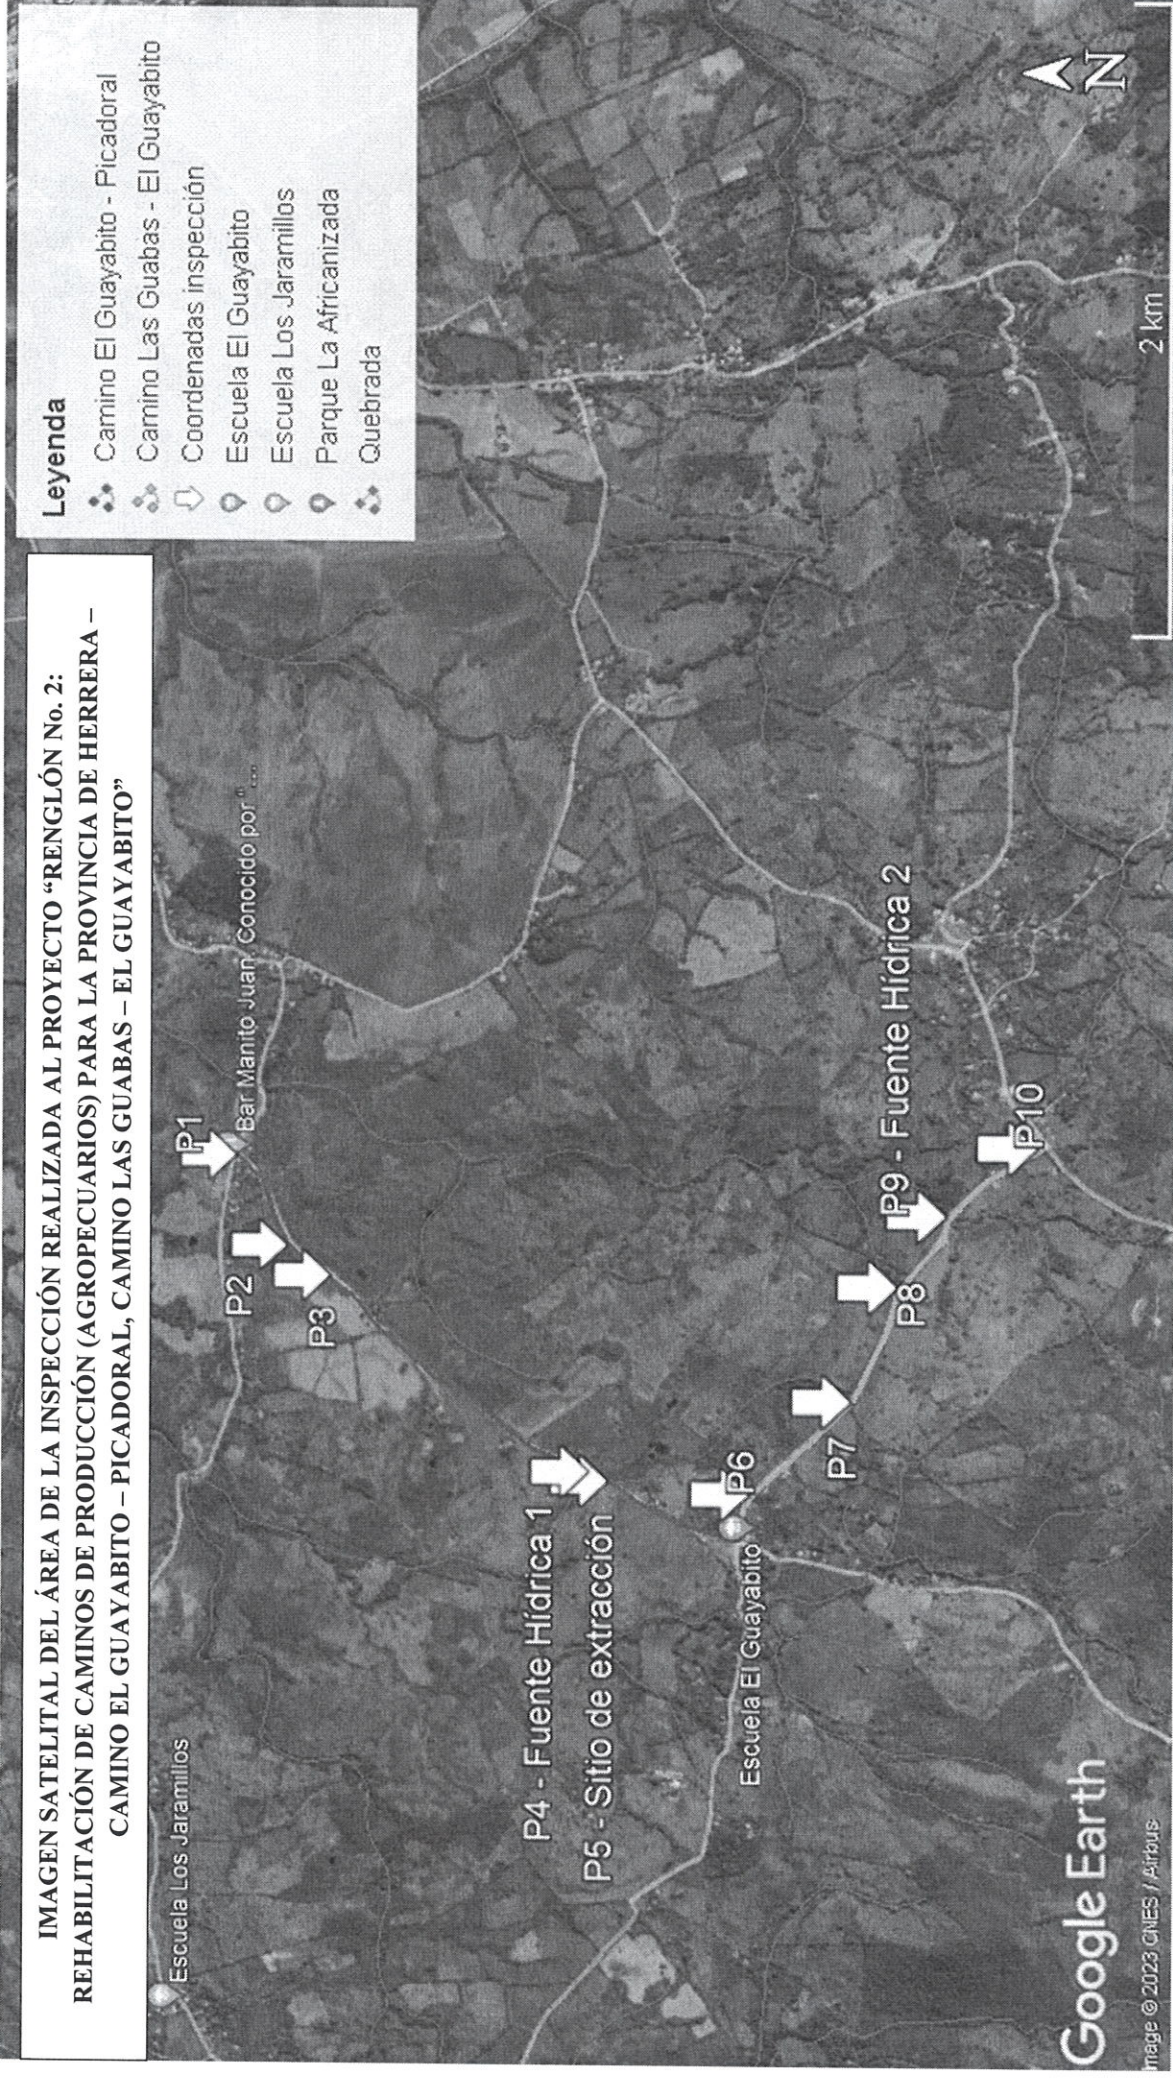 IMAGEN SATELITAL DEL ÁREA DE LA INSPECCIÓN REALIZADA AL PROYECTO “RENGLÓN No. 2:
REHABILITACIÓN DE CAMINOS DE PRODUCCIÓN (AGROPECUARIOS) PARA LA PROVINCIA DE HERRERA –
CAMINO EL GUAYABITO – PICADORAL, CAMINO LAS GUABAS – EL GUAYABITO”
Leyenda
Camino El Guayabito - Picadoral
Camino Las Guabas - El Guayabito
Coordenadas inspección
Escuela El Guayabito
Escuela Los Jaramillos
Parque La Africanizada
Quebrada
Escuela Los Jaramillos
P1
Bar Manito Juan, Conocido por "...
P2
P3
P4 - Fuente Hídrica 1
P5 - Sitio de extracción
P6
Escuela El Guayabito
P7
P8
P9 - Fuente Hídrica 2
P10
Google Earth
Image © 2023 CNES / Airbus
2 km
N